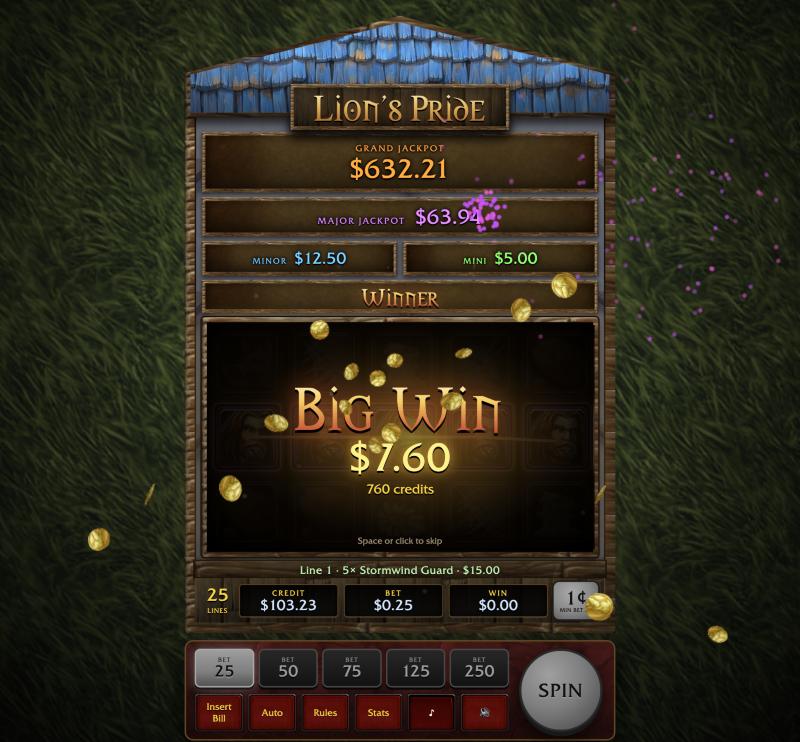 Lion's Pride
GRAND JACKPOT
$632.21
MAJOR JACKPOT $63.94
MINOR $12.50
MINI $5.00
Winner
Big Win
$7.60
760 credits
Space or click to skip
Line 1 · 5× Stormwind Guard · $15.00
25
LINES
CREDIT
$103.23
BET
$0.25
WIN
$0.00
1¢
MIN BET
BET
25
BET
50
BET
75
BET
125
BET
250
SPIN
Insert
Bill
Auto
Rules
Stats